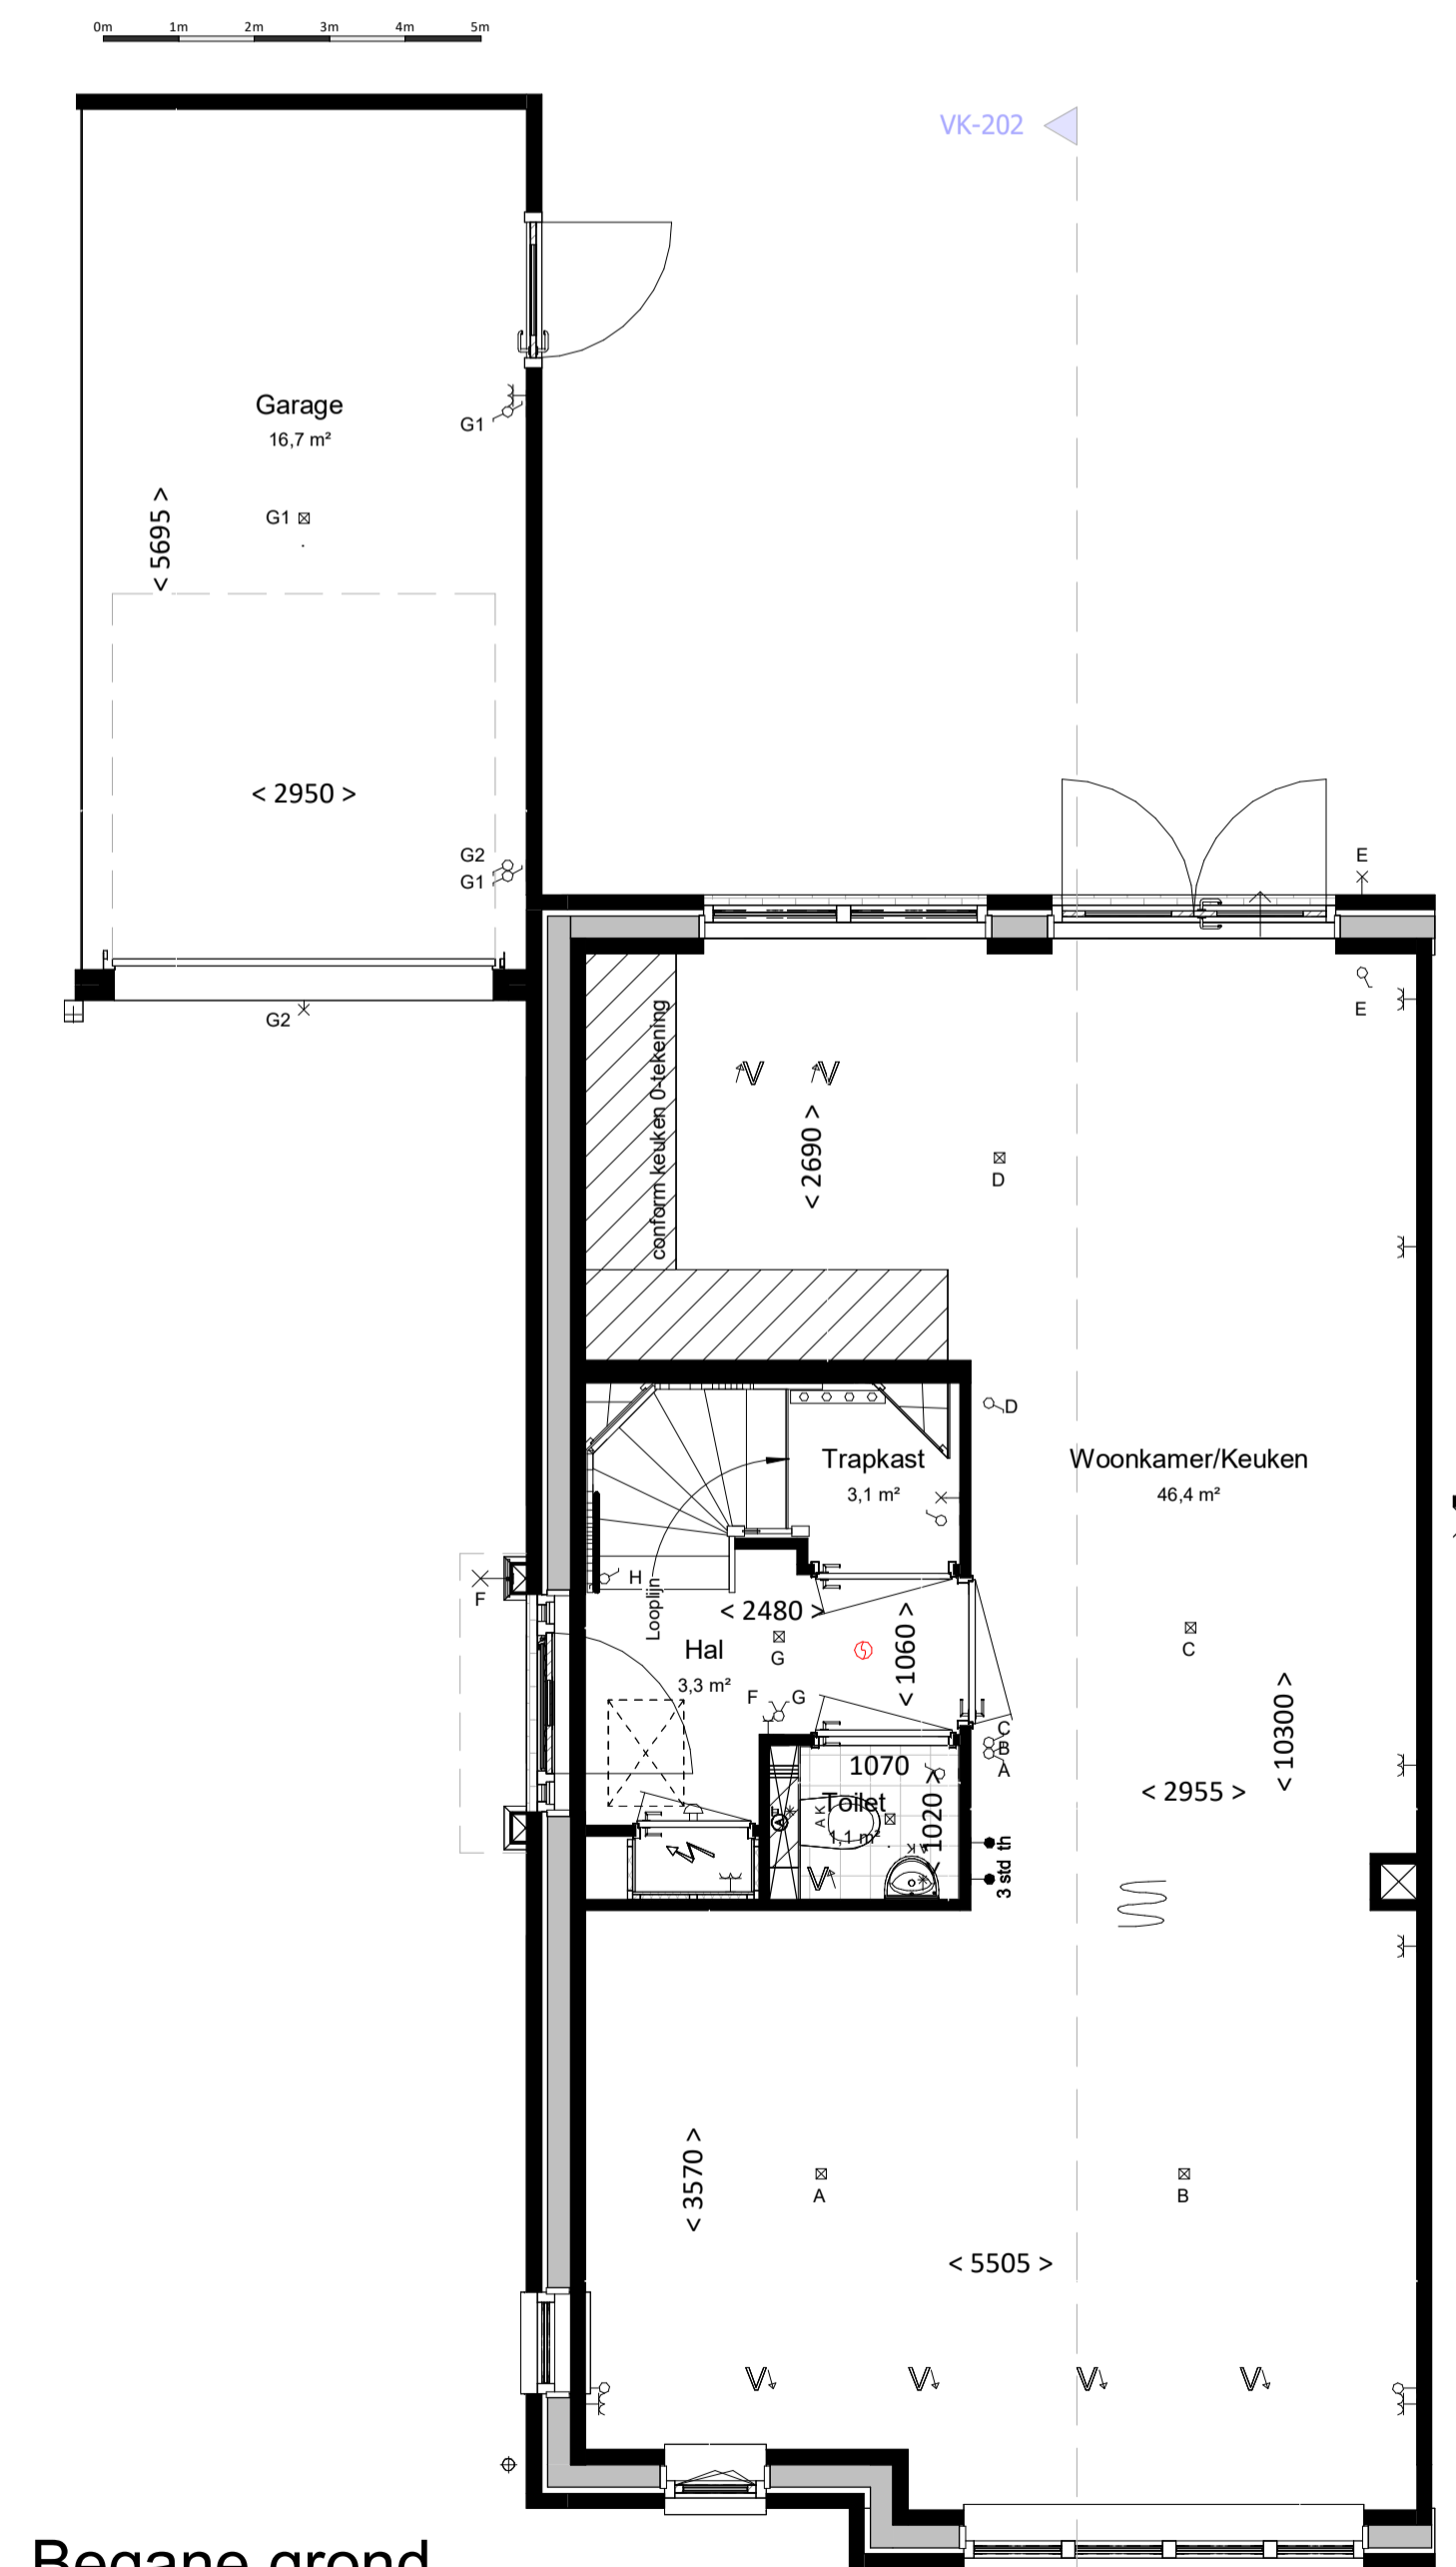 0m 1m 2m 3m 4m 5m
VK-202
Garage
16,7 m²
G1
G1
< 5695 >
< 2950 >
G2
G1
G2
E
E
conform keuken 0-tekening
V V
< 2690 >
D
D
Trapkast
3,1 m²
Woonkamer/Keuken
46,4 m²
F
H
Looplijn
< 2480 >
G
Hal
3,3 m²
< 1060 >
C
F G
C
B
A
< 10300 >
1070
< 2955 >
Toilet
1,1 m²
AK
AK
< 1020 >
V
3 std th
< 3570 >
A
B
< 5505 >
V V V V
Begane grond